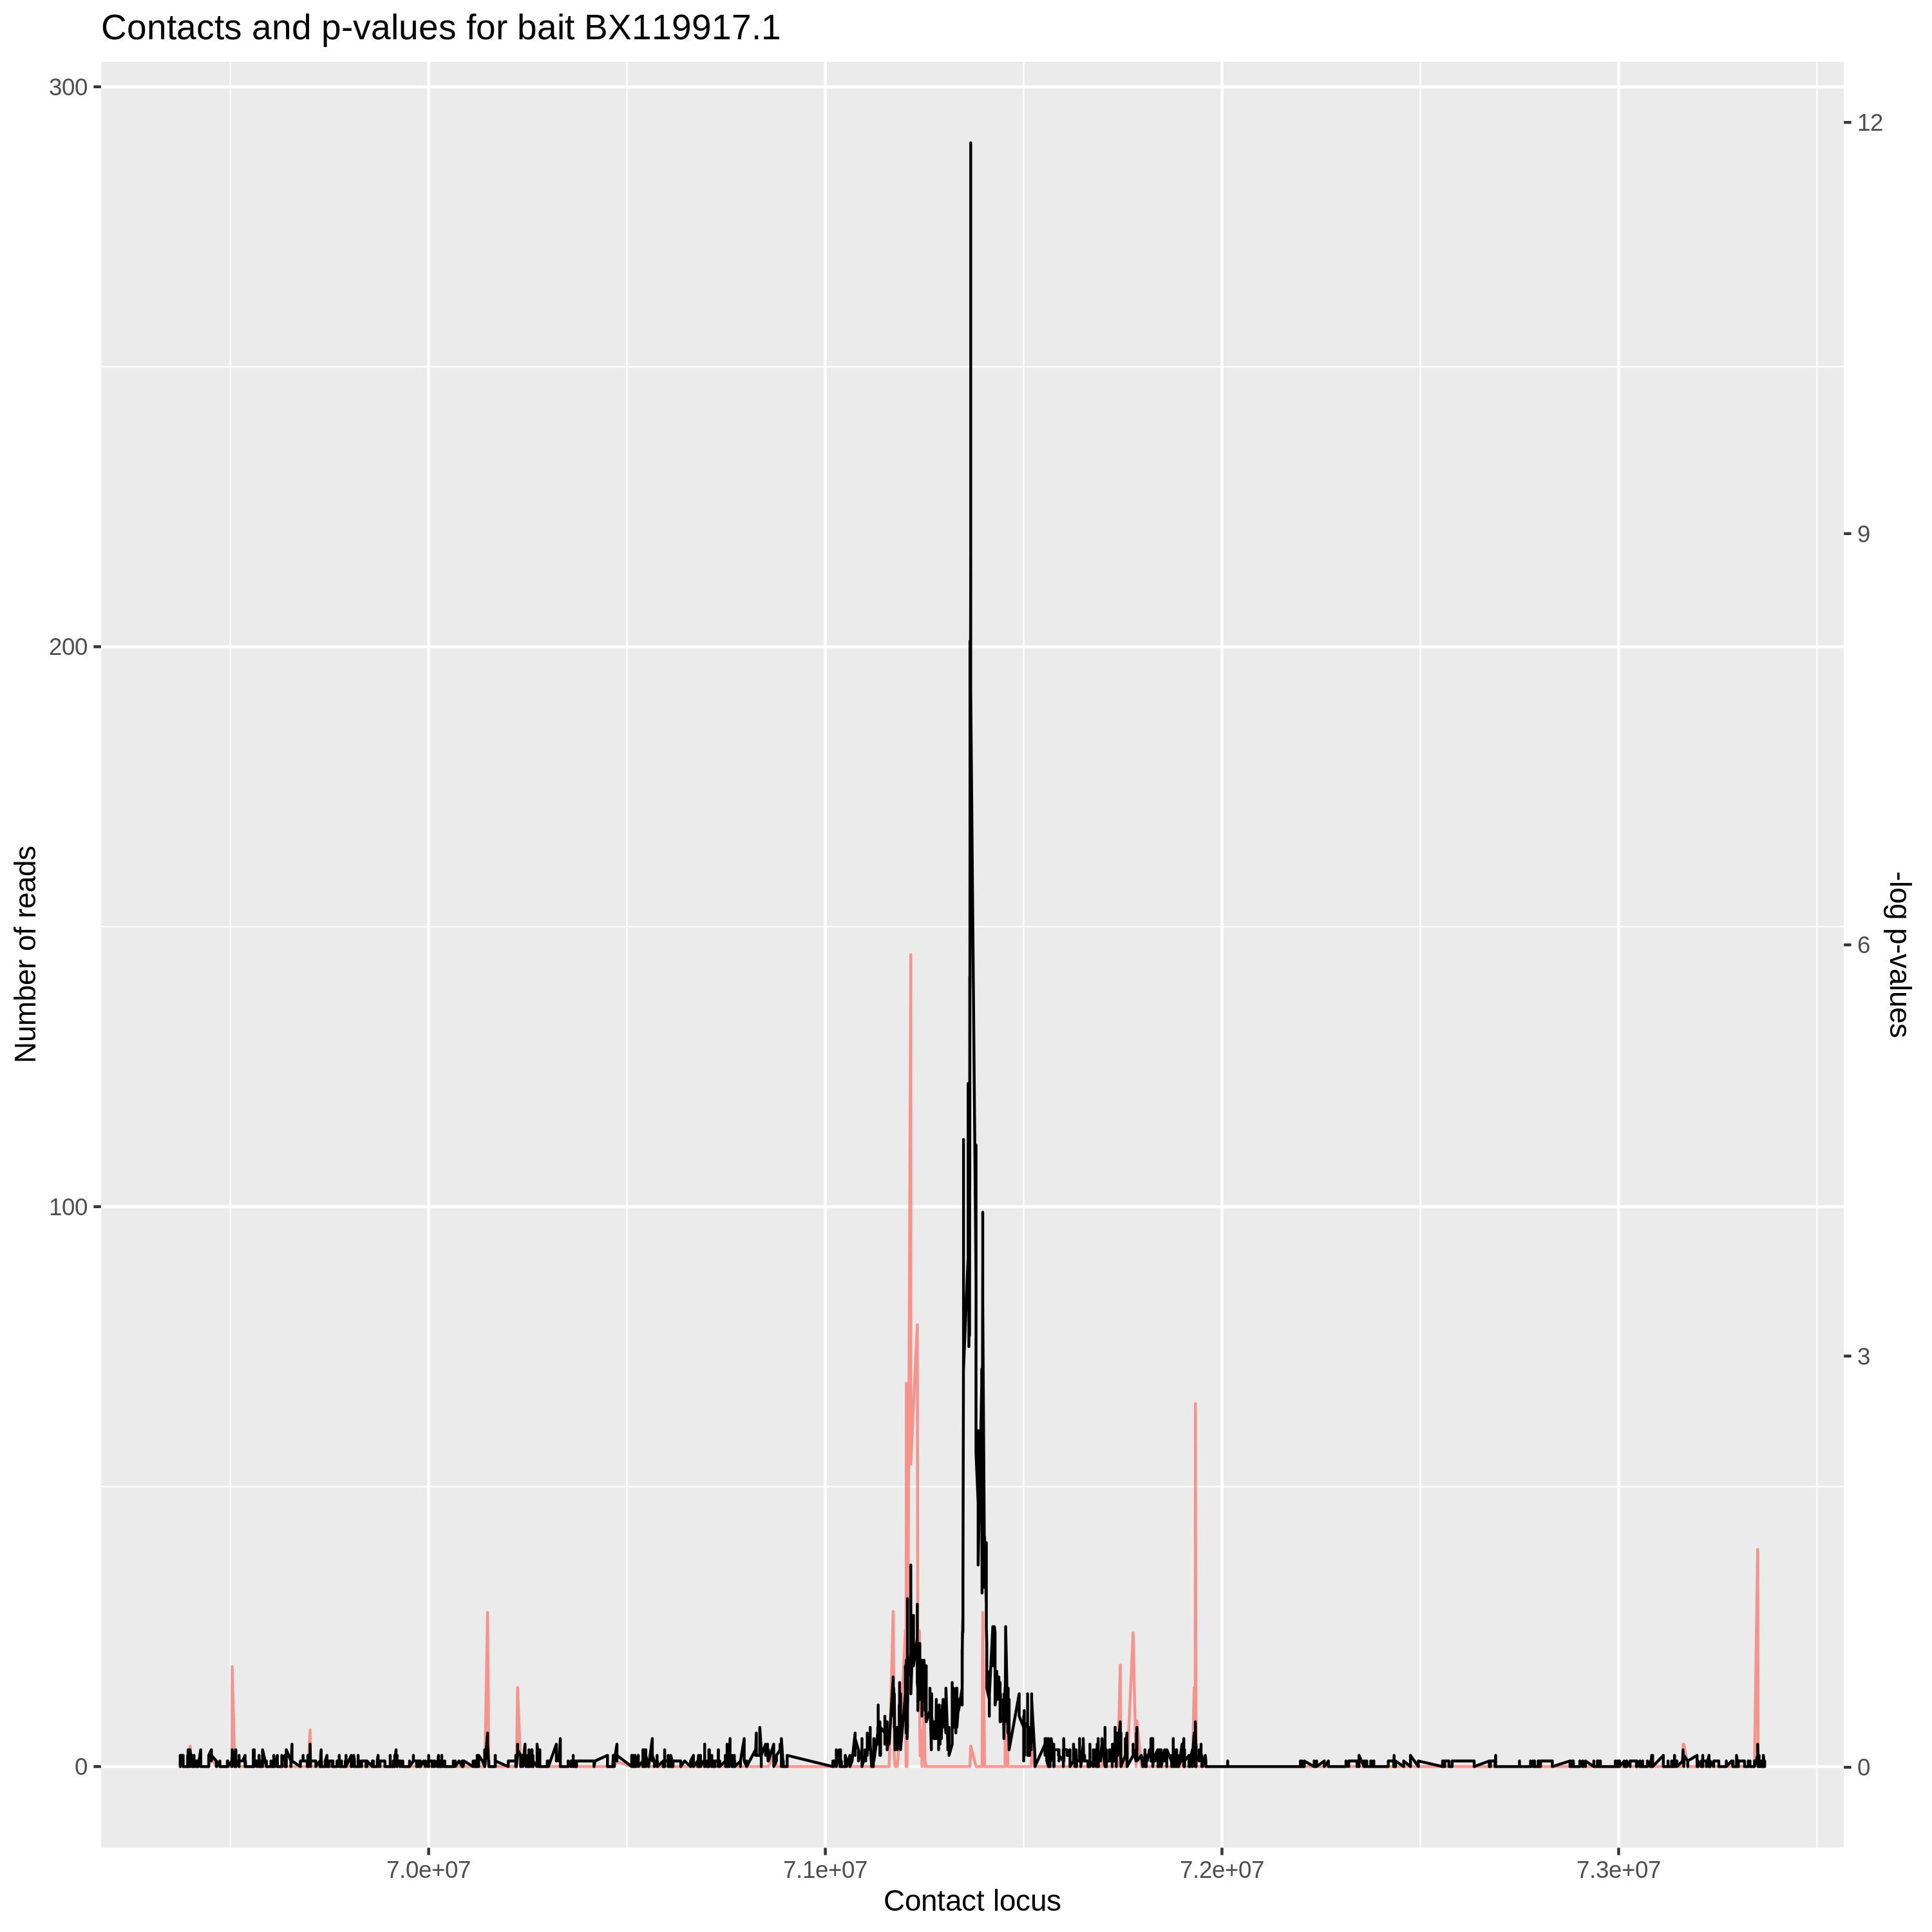 Contacts and p-values for bait BX119917.1
300
200
100
0
Number of reads
12
9
6
3
0
-log p-values
7.0e+07
7.1e+07
7.2e+07
7.3e+07
Contact locus